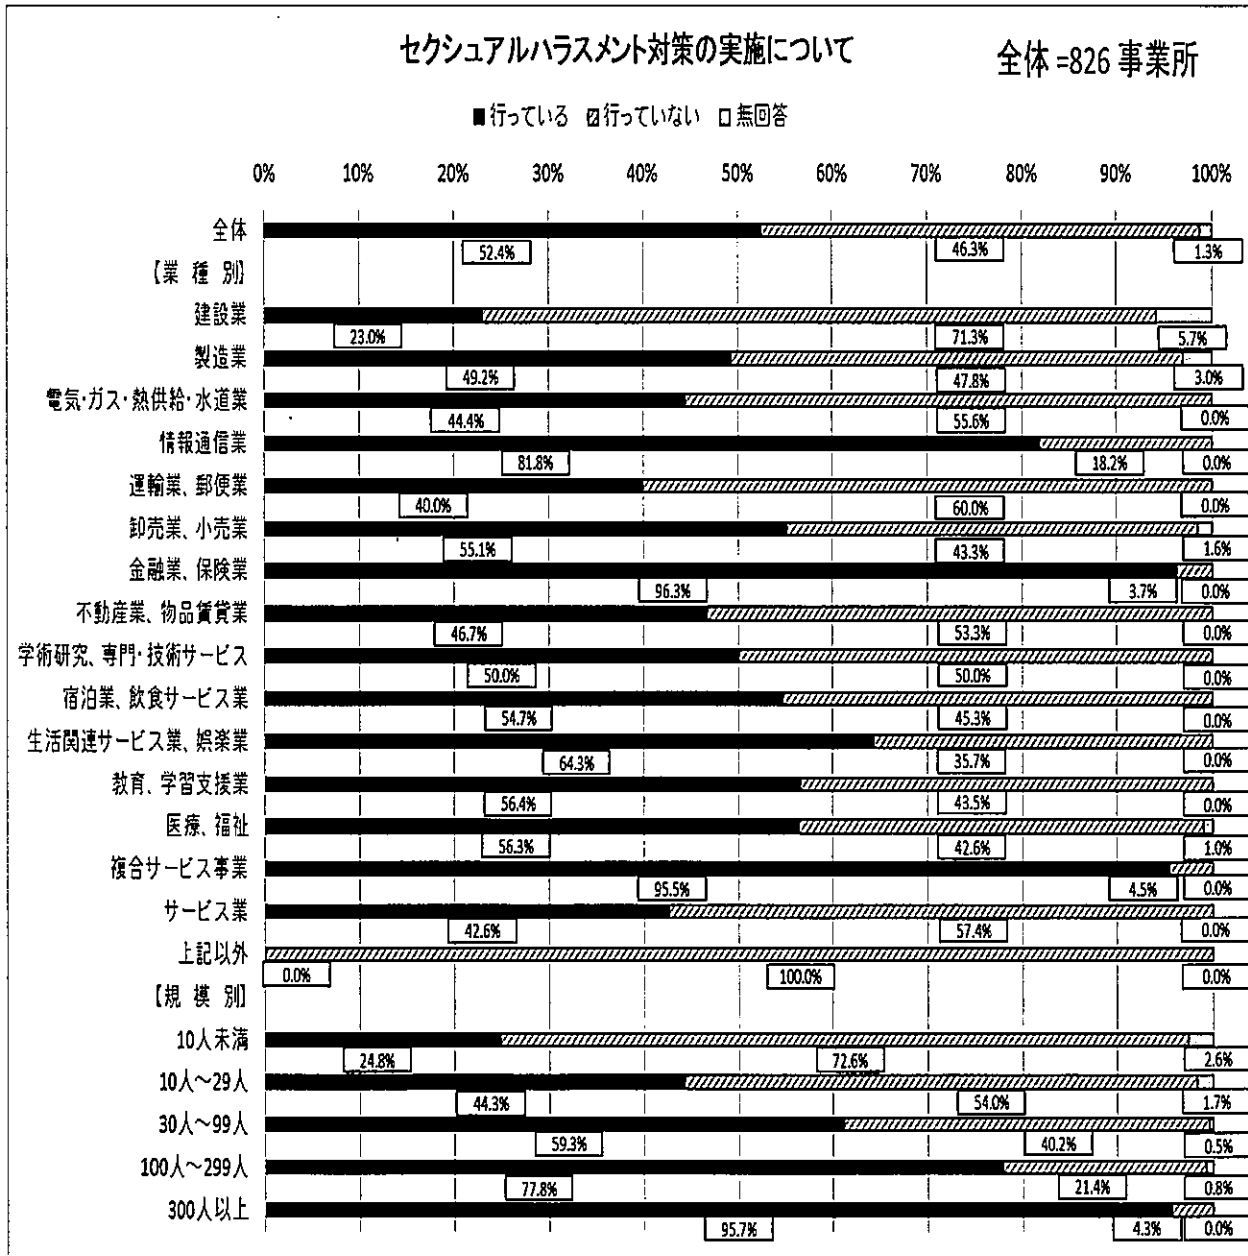 セクシュアルハラスメント対策の実施について
全体=826 事業所
■行っている ▨行っていない □無回答
0% 10% 20% 30% 40% 50% 60% 70% 80% 90% 100%
全体
52.4% 46.3% 1.3%
【業 種 別】
建設業
23.0% 71.3% 5.7%
製造業
49.2% 47.8% 3.0%
電気・ガス・熱供給・水道業
44.4% 55.6% 0.0%
情報通信業
81.8% 18.2% 0.0%
運輸業、郵便業
40.0% 60.0% 0.0%
卸売業、小売業
55.1% 43.3% 1.6%
金融業、保険業
96.3% 3.7% 0.0%
不動産業、物品賃貸業
46.7% 53.3% 0.0%
学術研究、専門・技術サービス
50.0% 50.0% 0.0%
宿泊業、飲食サービス業
54.7% 45.3% 0.0%
生活関連サービス業、娯楽業
64.3% 35.7% 0.0%
教育、学習支援業
56.4% 43.5% 0.0%
医療、福祉
56.3% 42.6% 1.0%
複合サービス事業
95.5% 4.5% 0.0%
サービス業
42.6% 57.4% 0.0%
上記以外
0.0% 100.0% 0.0%
【規 模 別】
10人未満
24.8% 72.6% 2.6%
10人～29人
44.3% 54.0% 1.7%
30人～99人
59.3% 40.2% 0.5%
100人～299人
77.8% 21.4% 0.8%
300人以上
95.7% 4.3% 0.0%